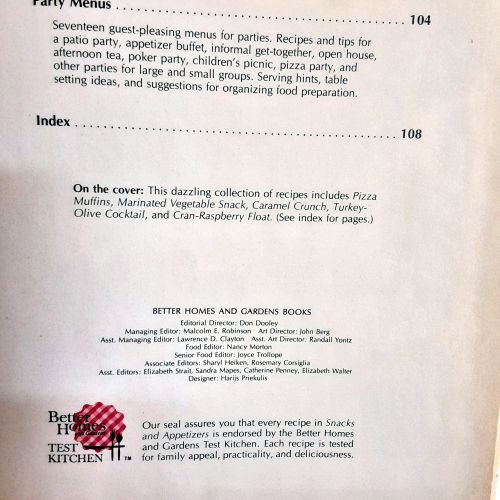 Party Menus . . . . . . . . . . . . . . . . . . . . . . . . . . . . . . . . . . . . 104
Seventeen guest-pleasing menus for parties. Recipes and tips for
a patio party, appetizer buffet, informal get-together, open house,
afternoon tea, poker party, children's picnic, pizza party, and
other parties for large and small groups. Serving hints, table
setting ideas, and suggestions for organizing food preparation.
Index . . . . . . . . . . . . . . . . . . . . . . . . . . . . . . . . . . . . . . . . 108
On the cover: This dazzling collection of recipes includes Pizza
Muffins, Marinated Vegetable Snack, Caramel Crunch, Turkey-
Olive Cocktail, and Cran-Raspberry Float. (See index for pages.)
BETTER HOMES AND GARDENS BOOKS
Editorial Director: Don Dooley
Managing Editor: Malcolm E. Robinson Art Director: John Berg
Asst. Managing Editor: Lawrence D. Clayton Asst. Art Director: Randall Yontz
Food Editor: Nancy Morton
Senior Food Editor: Joyce Trollope
Associate Editors: Sharyl Heiken, Rosemary Corsiglia
Asst. Editors: Elizabeth Strait, Sandra Mapes, Catherine Penney, Elizabeth Walter
Designer: Harijs Priekulis
Better
Homes
and Gardens
TEST
KITCHEN TM
Our seal assures you that every recipe in Snacks
and Appetizers is endorsed by the Better Homes
and Gardens Test Kitchen. Each recipe is tested
for family appeal, practicality, and deliciousness.